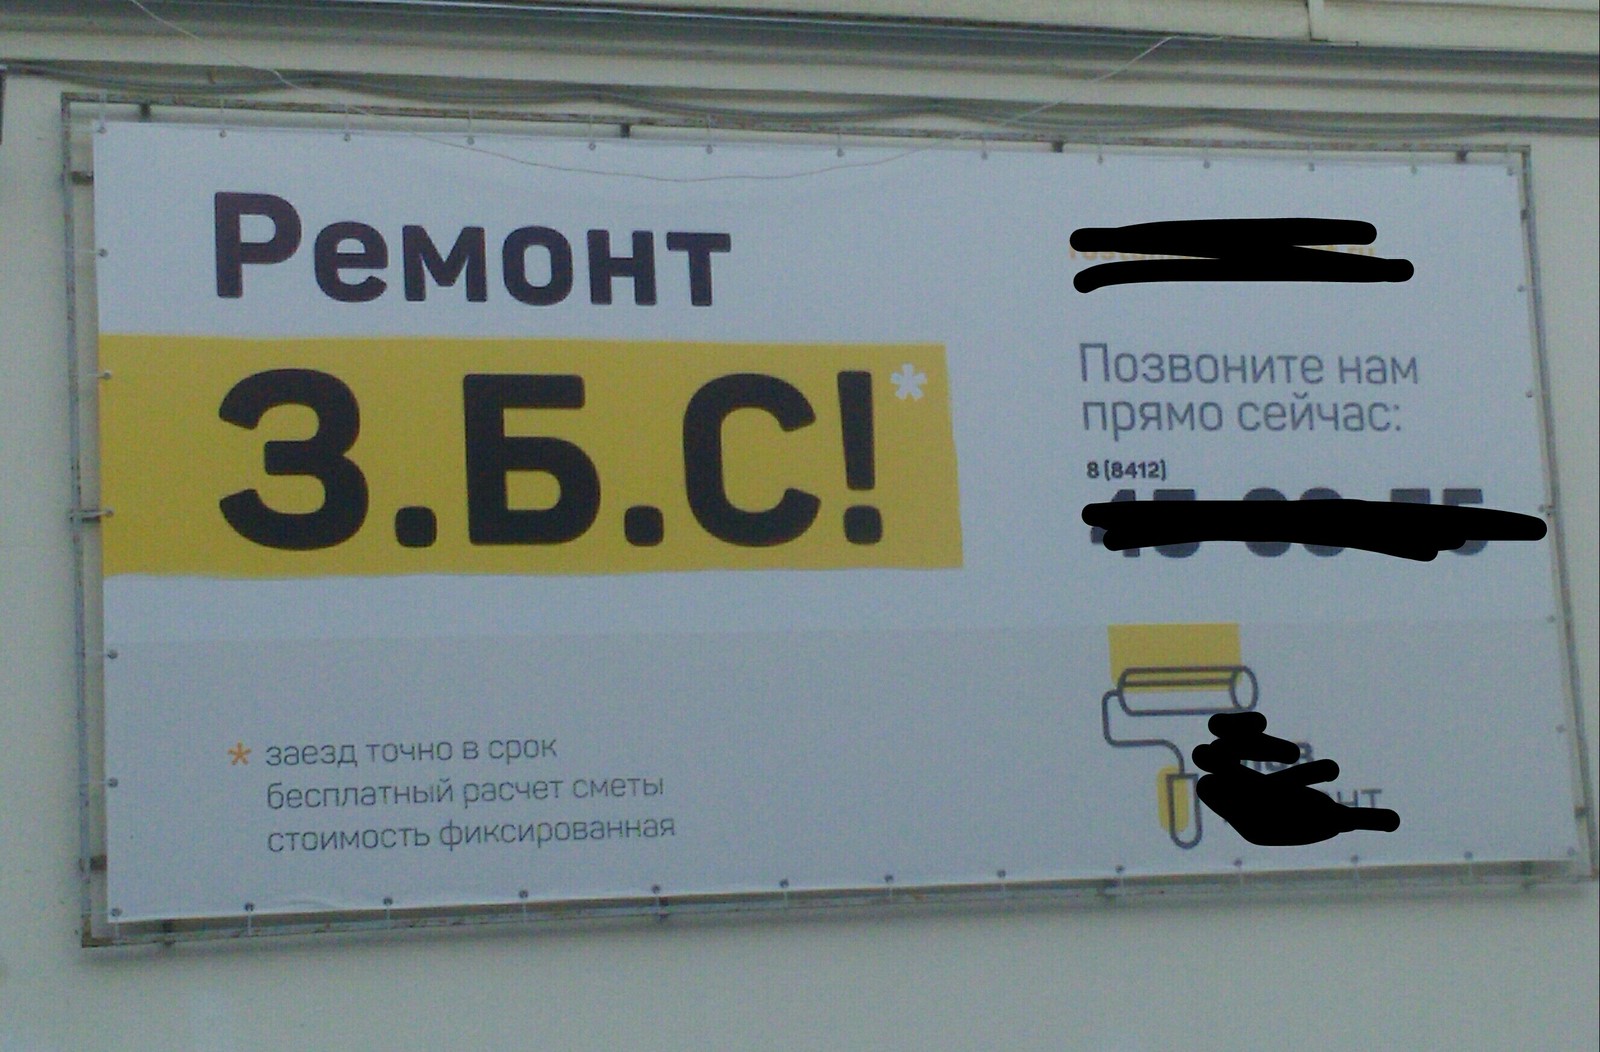 Ремонт
З.Б.С!*
* заезд точно в срок
бесплатный расчет сметы
стоимость фиксированная
Позвоните нам
прямо сейчас:
8 (8412)